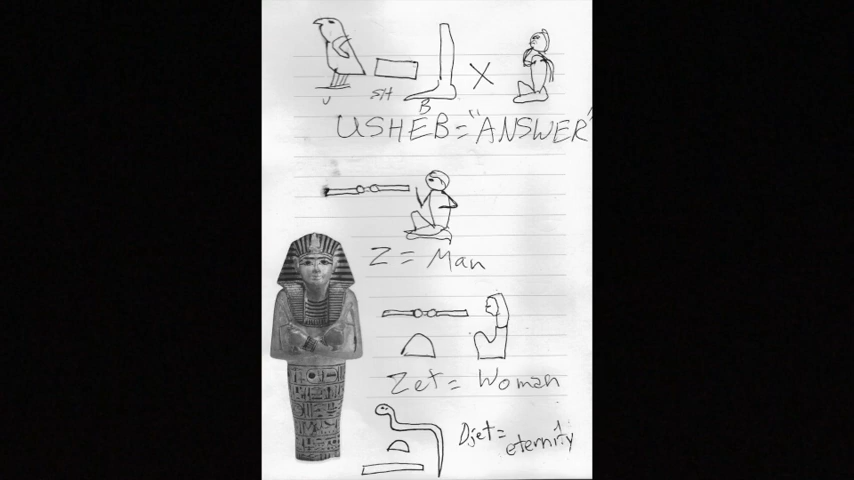 U SH B
USHEB = "ANSWER"
Z = Man
Zet = Woman
Djet = eternity